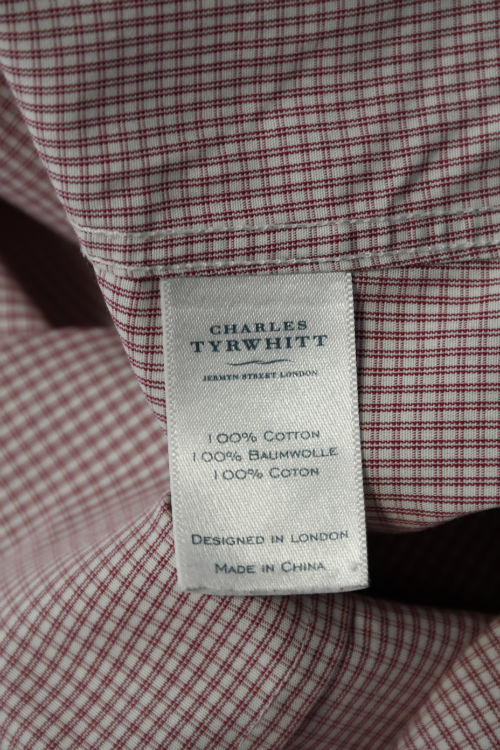 CHARLES
TYRWHITT
JERMYN STREET LONDON
100% COTTON
100% BAUMWOLLE
100% COTON
DESIGNED IN LONDON
MADE IN CHINA